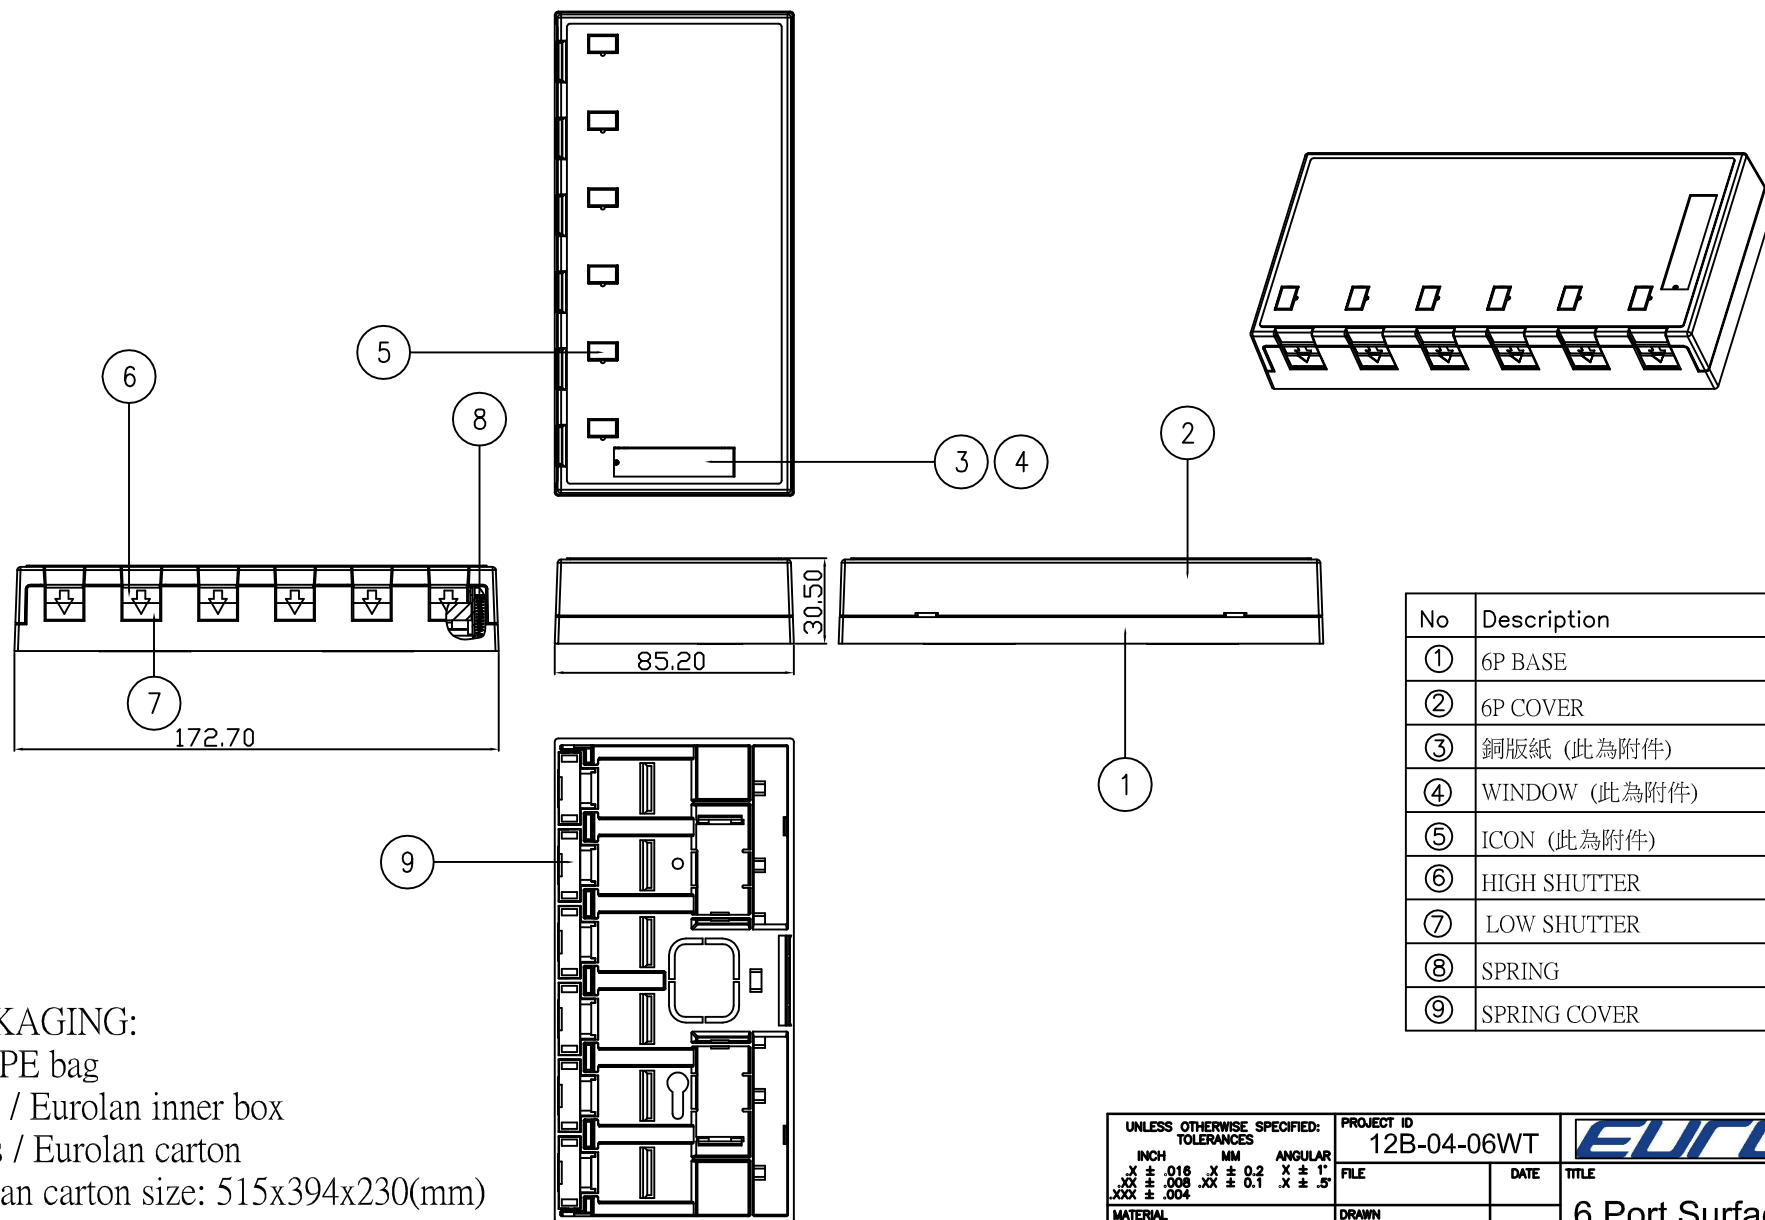 5
6
8
3
4
2
30.50
85.20
7
172.70
1
9
No Description
1 6P BASE
2 6P COVER
3 銅版紙 (此為附件)
4 WINDOW (此為附件)
5 ICON (此為附件)
6 HIGH SHUTTER
7 LOW SHUTTER
8 SPRING
9 SPRING COVER
KAGING:
PE bag
/ Eurolan inner box
s / Eurolan carton
an carton size: 515x394x230(mm)
UNLESS OTHERWISE SPECIFIED:
TOLERANCES
INCH MM ANGULAR
.X ± .016 .X ± 0.2 X ± 1°
.XX ± .008 .XX ± 0.1 .X ± .5°
.XXX ± .004
MATERIAL
PROJECT ID
12B-04-06WT
FILE DATE
DRAWN
EURO
TITLE
6 Port Surfa